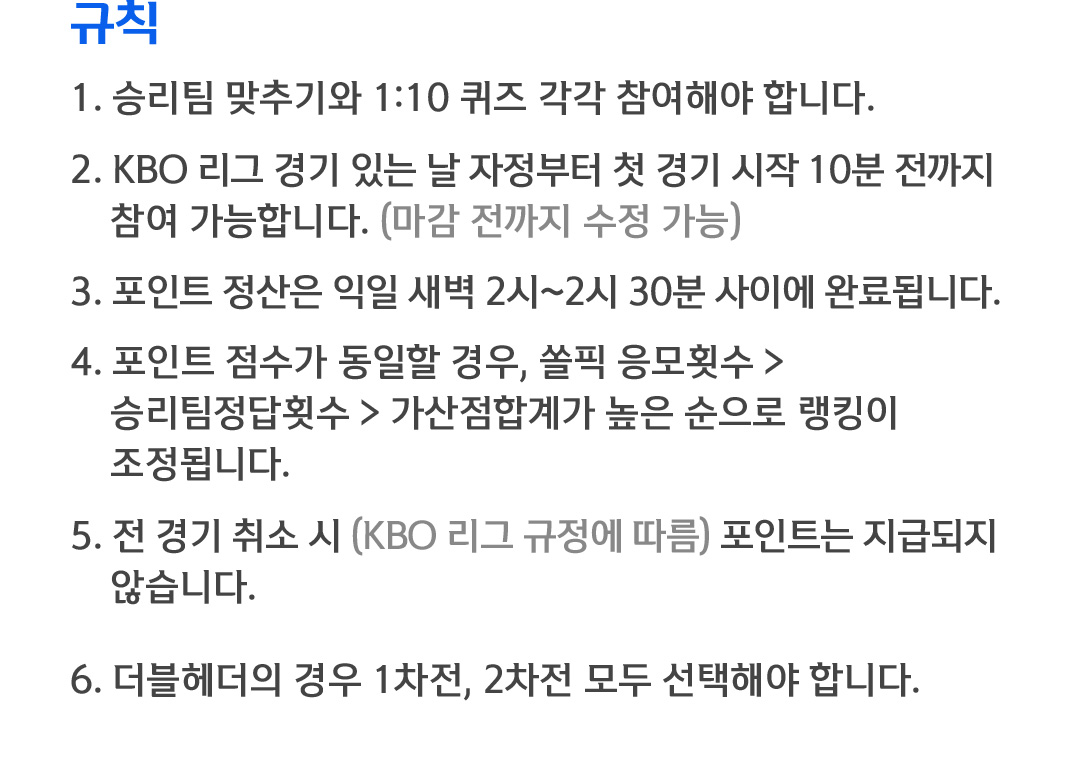 규칙
1. 승리팀 맞추기와 1:10 퀴즈 각각 참여해야 합니다.
2. KBO 리그 경기 있는 날 자정부터 첫 경기 시작 10분 전까지
참여 가능합니다. (마감 전까지 수정 가능)
3. 포인트 정산은 익일 새벽 2시~2시 30분 사이에 완료됩니다.
4. 포인트 점수가 동일할 경우, 쏠픽 응모횟수 >
승리팀정답횟수 > 가산점합계가 높은 순으로 랭킹이
조정됩니다.
5. 전 경기 취소 시 (KBO 리그 규정에 따름) 포인트는 지급되지
않습니다.
6. 더블헤더의 경우 1차전, 2차전 모두 선택해야 합니다.